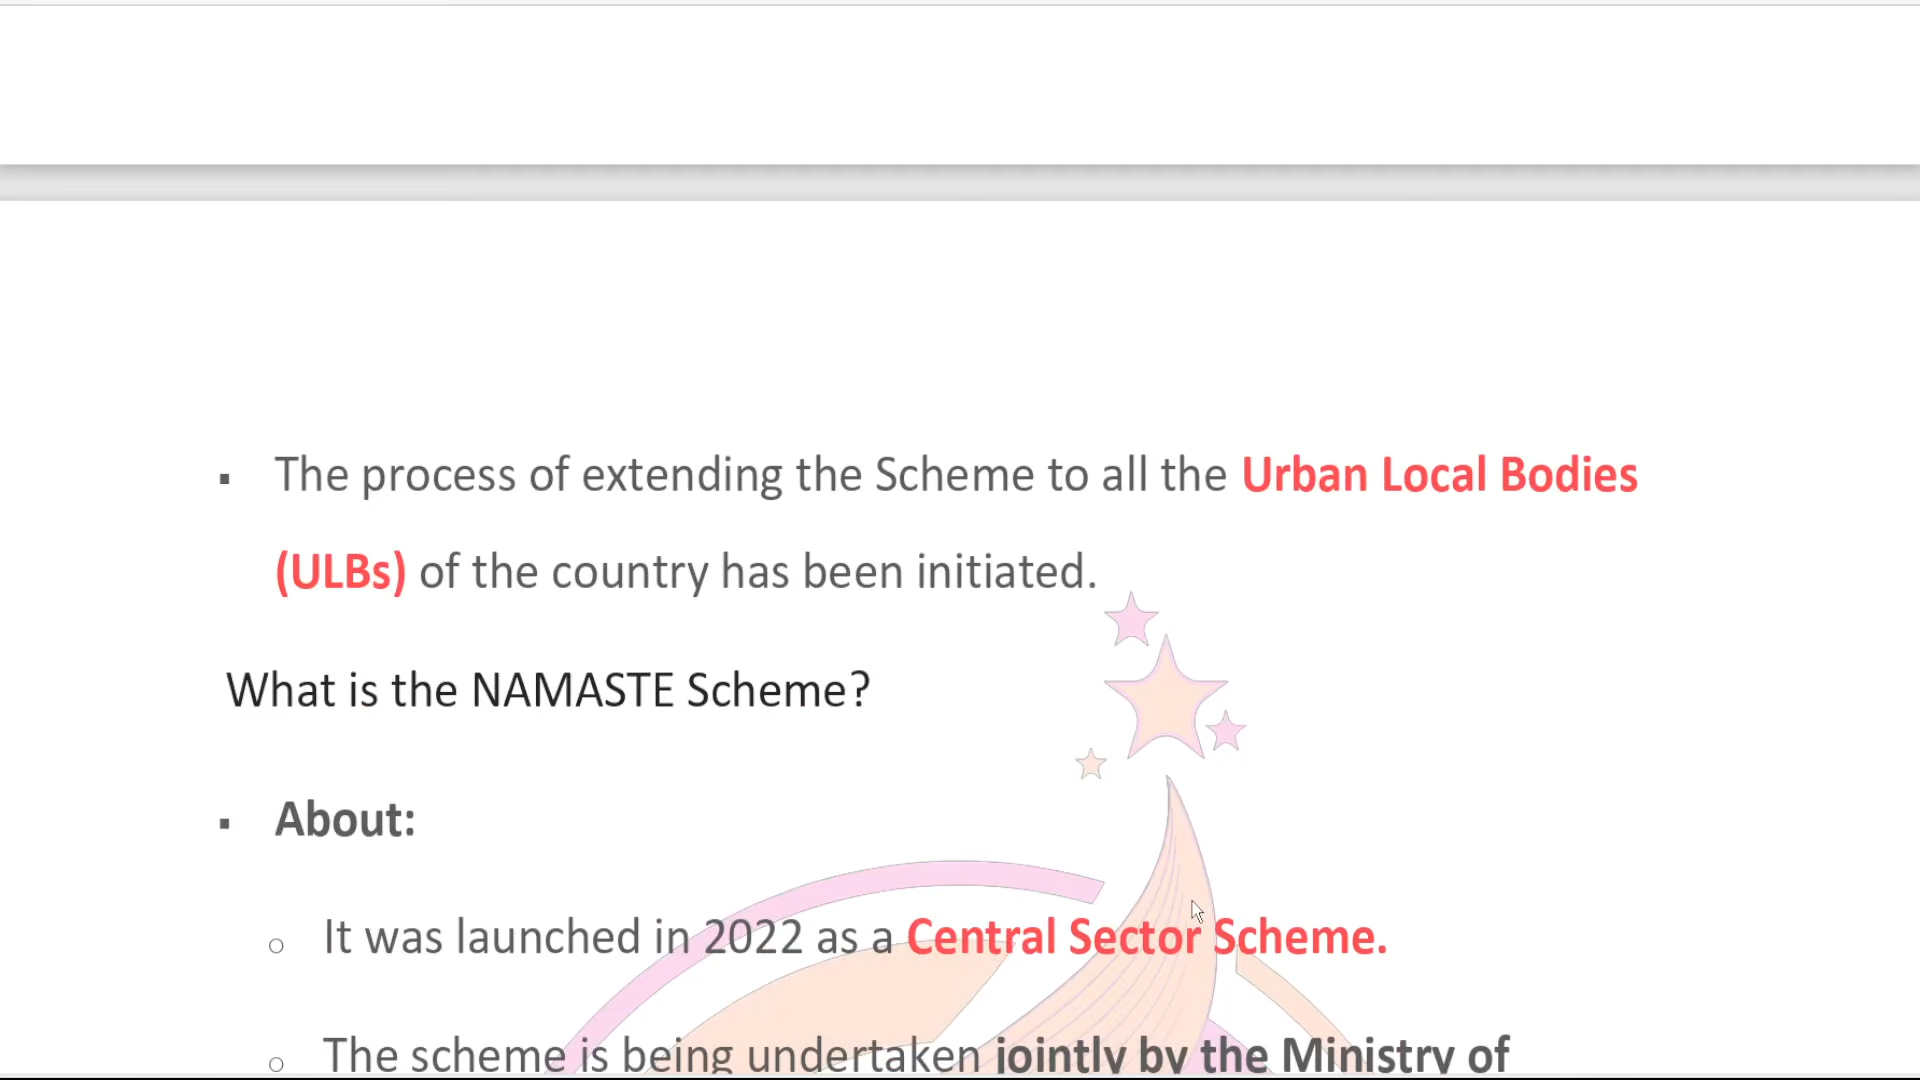 ▪ The process of extending the Scheme to all the Urban Local Bodies
(ULBs) of the country has been initiated.
What is the NAMASTE Scheme?
▪ About:
o It was launched in 2022 as a Central Sector Scheme.
o The scheme is being undertaken jointly by the Ministry of